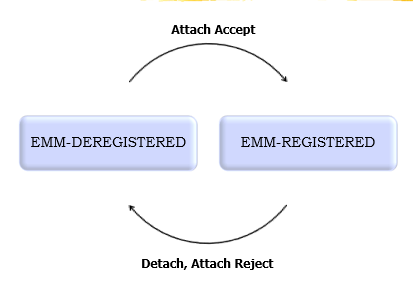 Attach Accept
EMM-DEREGISTERED
EMM-REGISTERED
Detach, Attach Reject